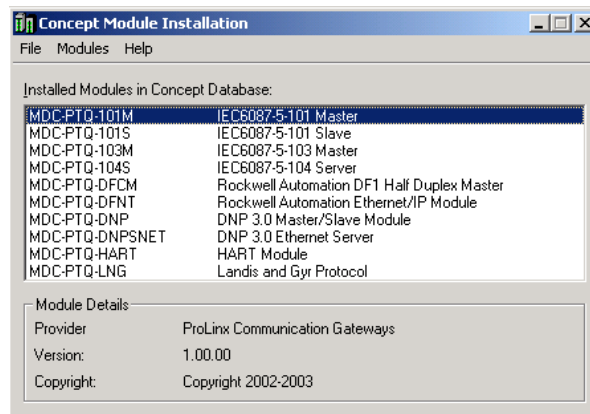 Concept Module Installation
File Modules Help
Installed Modules in Concept Database:
MDC-PTQ-101M IEC6087-5-101 Master
MDC-PTQ-101S IEC6087-5-101 Slave
MDC-PTQ-103M IEC6087-5-103 Master
MDC-PTQ-104S IEC6087-5-104 Server
MDC-PTQ-DFCM Rockwell Automation DF1 Half Duplex Master
MDC-PTQ-DFNT Rockwell Automation Ethernet/IP Module
MDC-PTQ-DNP DNP 3.0 Master/Slave Module
MDC-PTQ-DNPSNET DNP 3.0 Ethernet Server
MDC-PTQ-HART HART Module
MDC-PTQ-LNG Landis and Gyr Protocol
Module Details
Provider ProLinx Communication Gateways
Version: 1.00.00
Copyright: Copyright 2002-2003